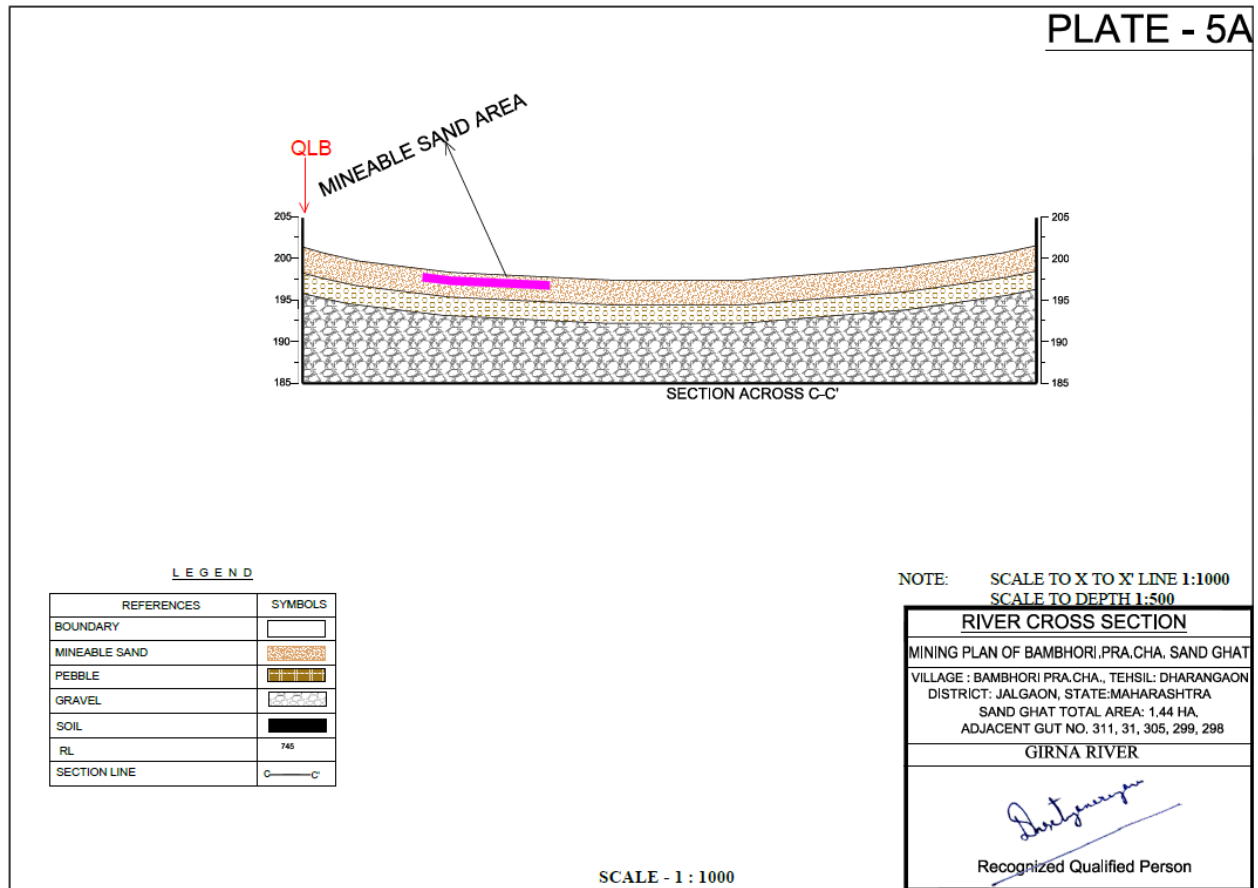 PLATE - 5A
MINEABLE SAND AREA
QLB
205
200
195
190
185
205
200
195
190
185
SECTION ACROSS C-C'
L E G E N D
REFERENCES SYMBOLS
BOUNDARY
MINEABLE SAND
PEBBLE
GRAVEL
SOIL
RL 745
SECTION LINE C C'
NOTE: SCALE TO X TO X' LINE 1:1000
SCALE TO DEPTH 1:500
RIVER CROSS SECTION
MINING PLAN OF BAMBHORI.PRA.CHA. SAND GHAT
VILLAGE : BAMBHORI PRA.CHA., TEHSIL: DHARANGAON
DISTRICT: JALGAON, STATE:MAHARASHTRA
SAND GHAT TOTAL AREA: 1.44 HA,
ADJACENT GUT NO. 311, 31, 305, 299, 298
GIRNA RIVER
Recognized Qualified Person
SCALE - 1 : 1000